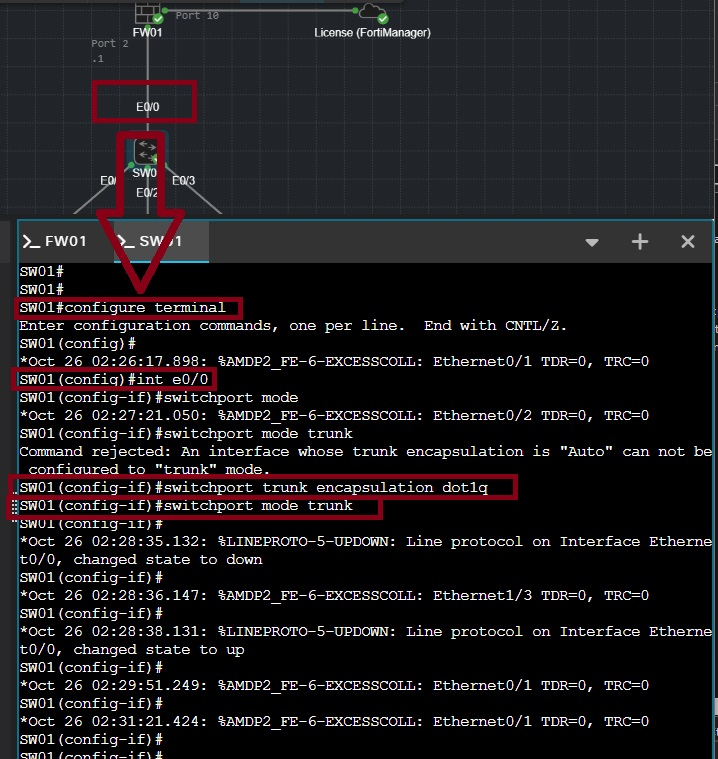 Port 10
FW01
License (FortiManager)
Port 2
.1
E0/0
SW0
E0/
E0/3
E0/2
FW01
SW01
SW01#
SW01#
SW01#configure terminal
Enter configuration commands, one per line.  End with CNTL/Z.
SW01(config)#
*Oct 26 02:26:17.898: %AMDP2_FE-6-EXCESSCOLL: Ethernet0/1 TDR=0, TRC=0
SW01(config)#int e0/0
SW01(config-if)#switchport mode
*Oct 26 02:27:21.050: %AMDP2_FE-6-EXCESSCOLL: Ethernet0/2 TDR=0, TRC=0
SW01(config-if)#switchport mode trunk
Command rejected: An interface whose trunk encapsulation is "Auto" can not be
 configured to "trunk" mode.
SW01(config-if)#switchport trunk encapsulation dot1q
SW01(config-if)#switchport mode trunk
SW01(config-if)#
*Oct 26 02:28:35.132: %LINEPROTO-5-UPDOWN: Line protocol on Interface Etherne
t0/0, changed state to down
SW01(config-if)#
*Oct 26 02:28:36.147: %AMDP2_FE-6-EXCESSCOLL: Ethernet1/3 TDR=0, TRC=0
SW01(config-if)#
*Oct 26 02:28:38.131: %LINEPROTO-5-UPDOWN: Line protocol on Interface Etherne
t0/0, changed state to up
SW01(config-if)#
*Oct 26 02:29:51.249: %AMDP2_FE-6-EXCESSCOLL: Ethernet0/1 TDR=0, TRC=0
SW01(config-if)#
*Oct 26 02:31:21.424: %AMDP2_FE-6-EXCESSCOLL: Ethernet0/1 TDR=0, TRC=0
SW01(config-if)#
SW01(config-if)#